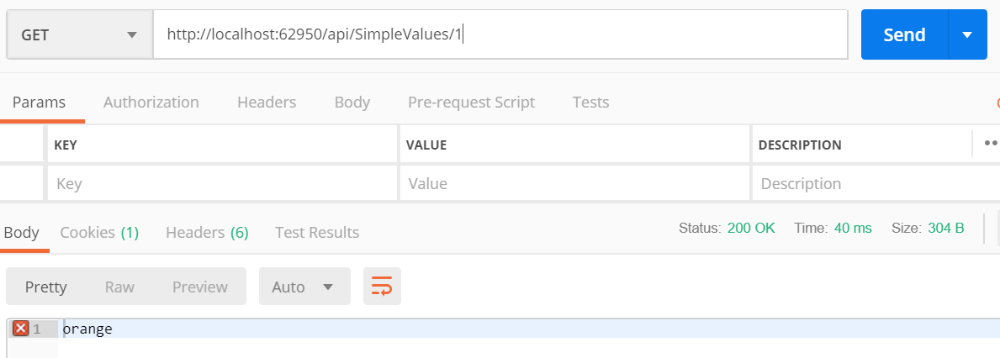 GET http://localhost:62950/api/SimpleValues/1 Send
Params Authorization Headers Body Pre-request Script Tests
KEY VALUE DESCRIPTION
Key Value Description
Body Cookies (1) Headers (6) Test Results Status: 200 OK Time: 40 ms Size: 304 B
Pretty Raw Preview Auto
1 orange